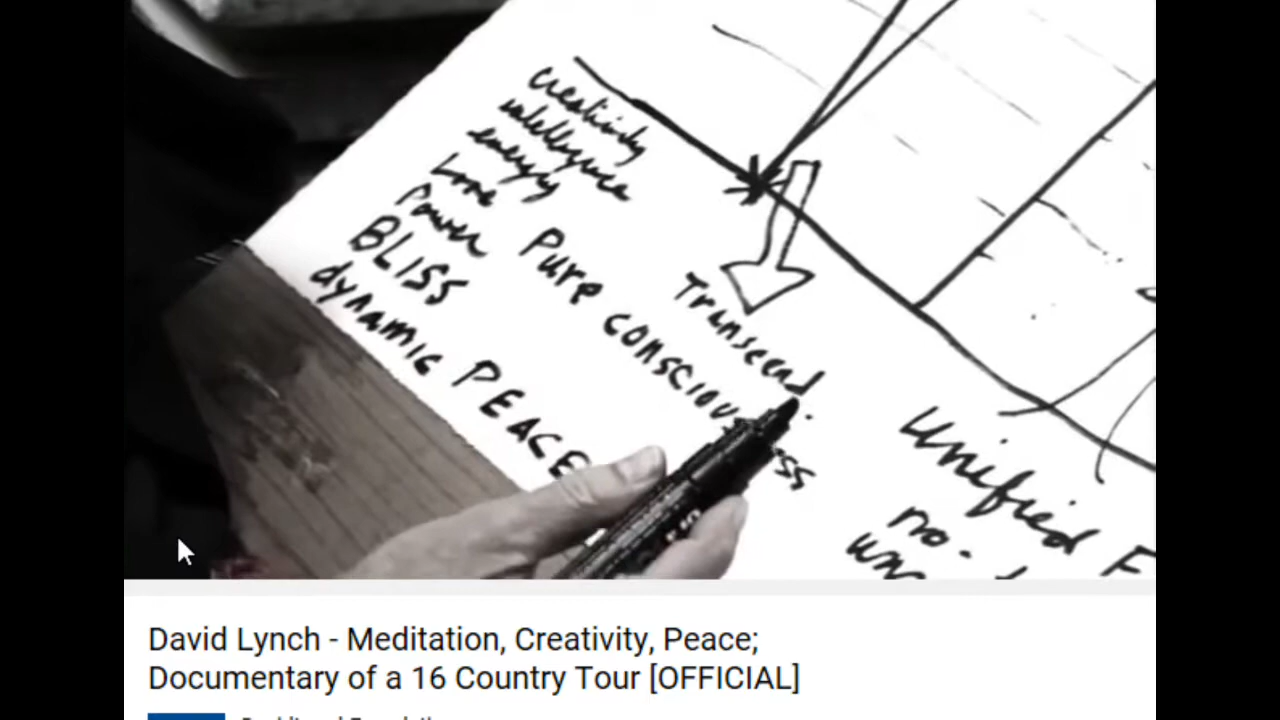 creativity
intelligence
energy
Love
Power
BLISS
dynamic PEACE
Pure consciousness
Transcend
Unified F
no-
David Lynch - Meditation, Creativity, Peace;
Documentary of a 16 Country Tour [OFFICIAL]